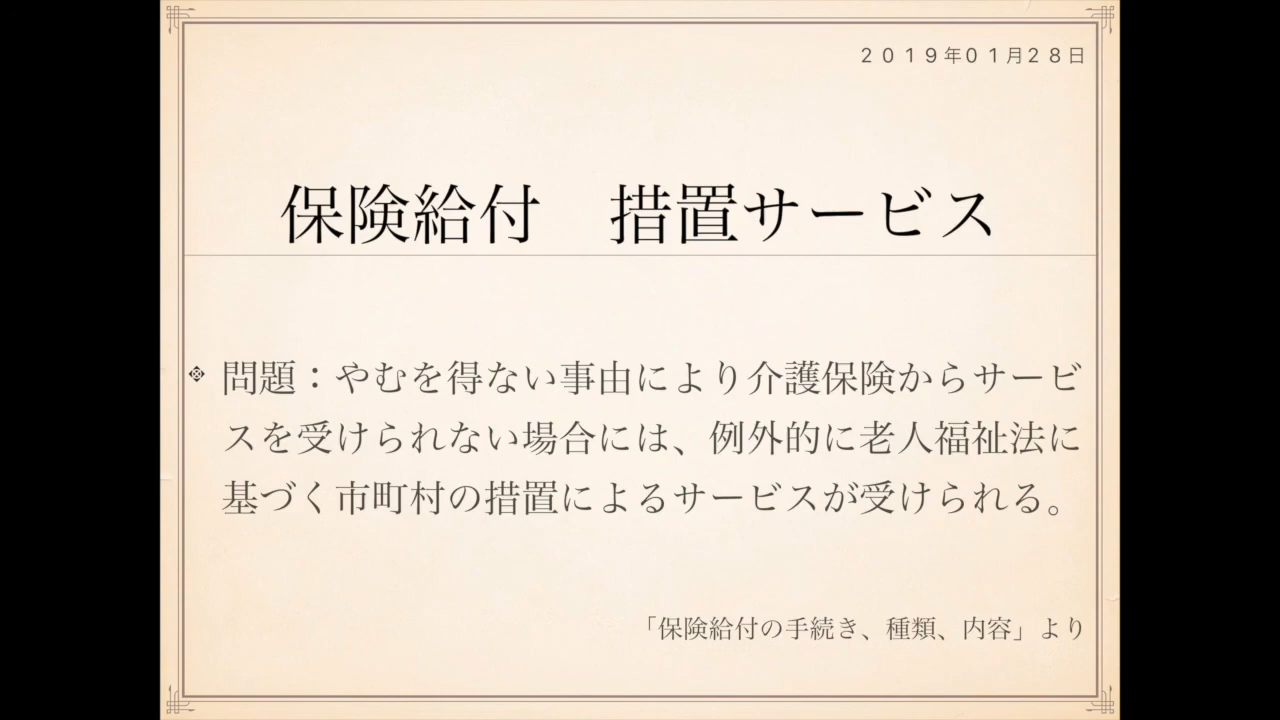 ２０１９年０１月２８日
保険給付　措置サービス
問題：やむを得ない事由により介護保険からサービ
スを受けられない場合には、例外的に老人福祉法に
基づく市町村の措置によるサービスが受けられる。
「保険給付の手続き、種類、内容」より